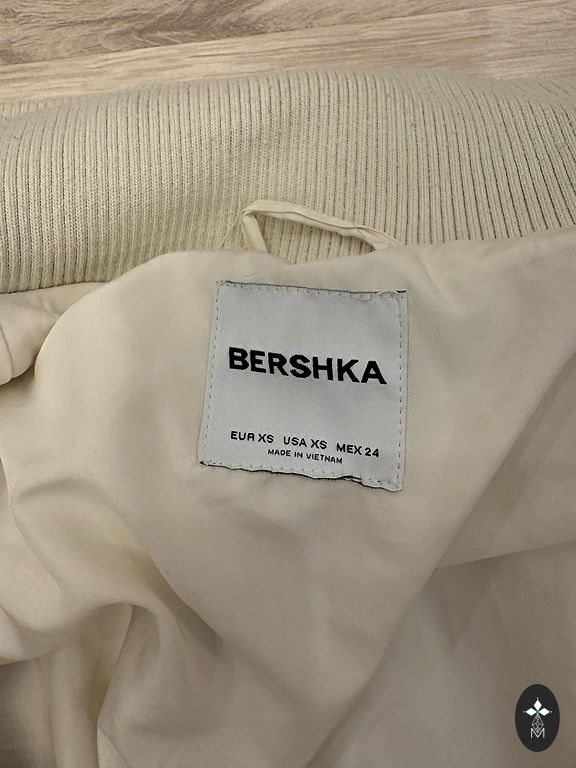 BERSHKA
EUR XS USA XS MEX 24
MADE IN VIETNAM
M